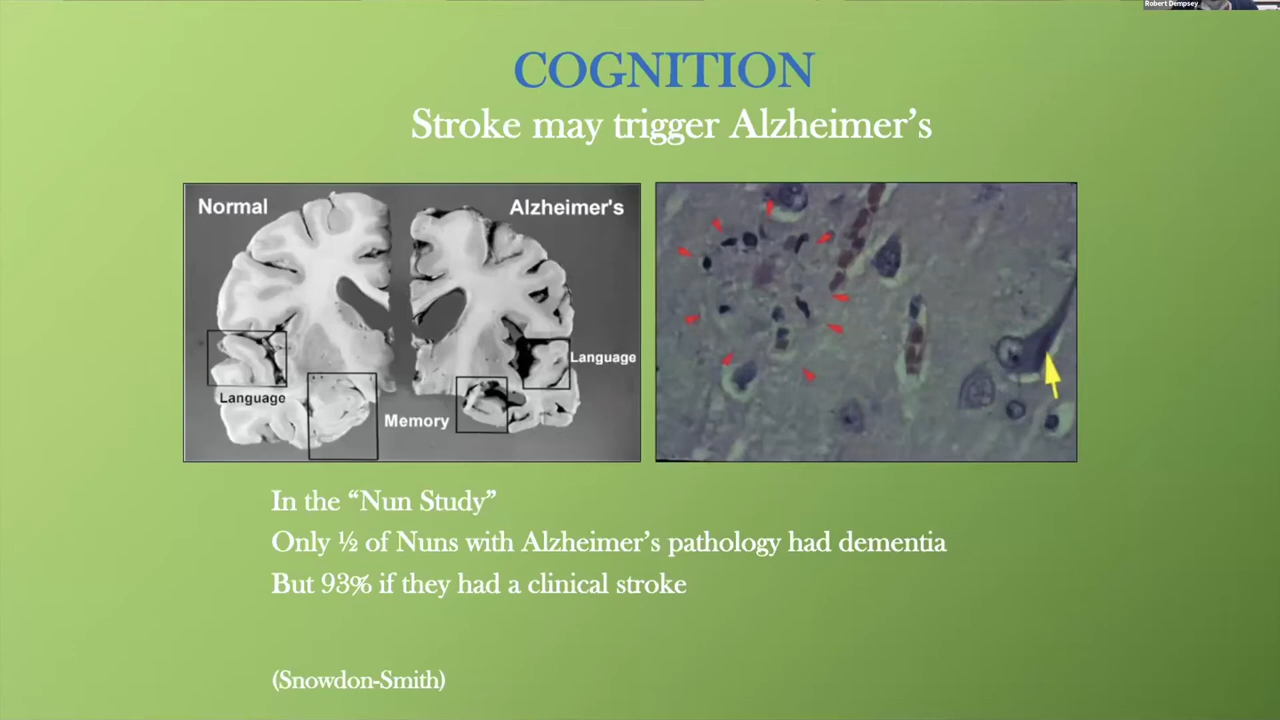 Robert Dempsey
COGNITION
Stroke may trigger Alzheimer's
Normal
Alzheimer's
Language
Language
Memory
In the “Nun Study”
Only ½ of Nuns with Alzheimer's pathology had dementia
But 93% if they had a clinical stroke
(Snowdon-Smith)